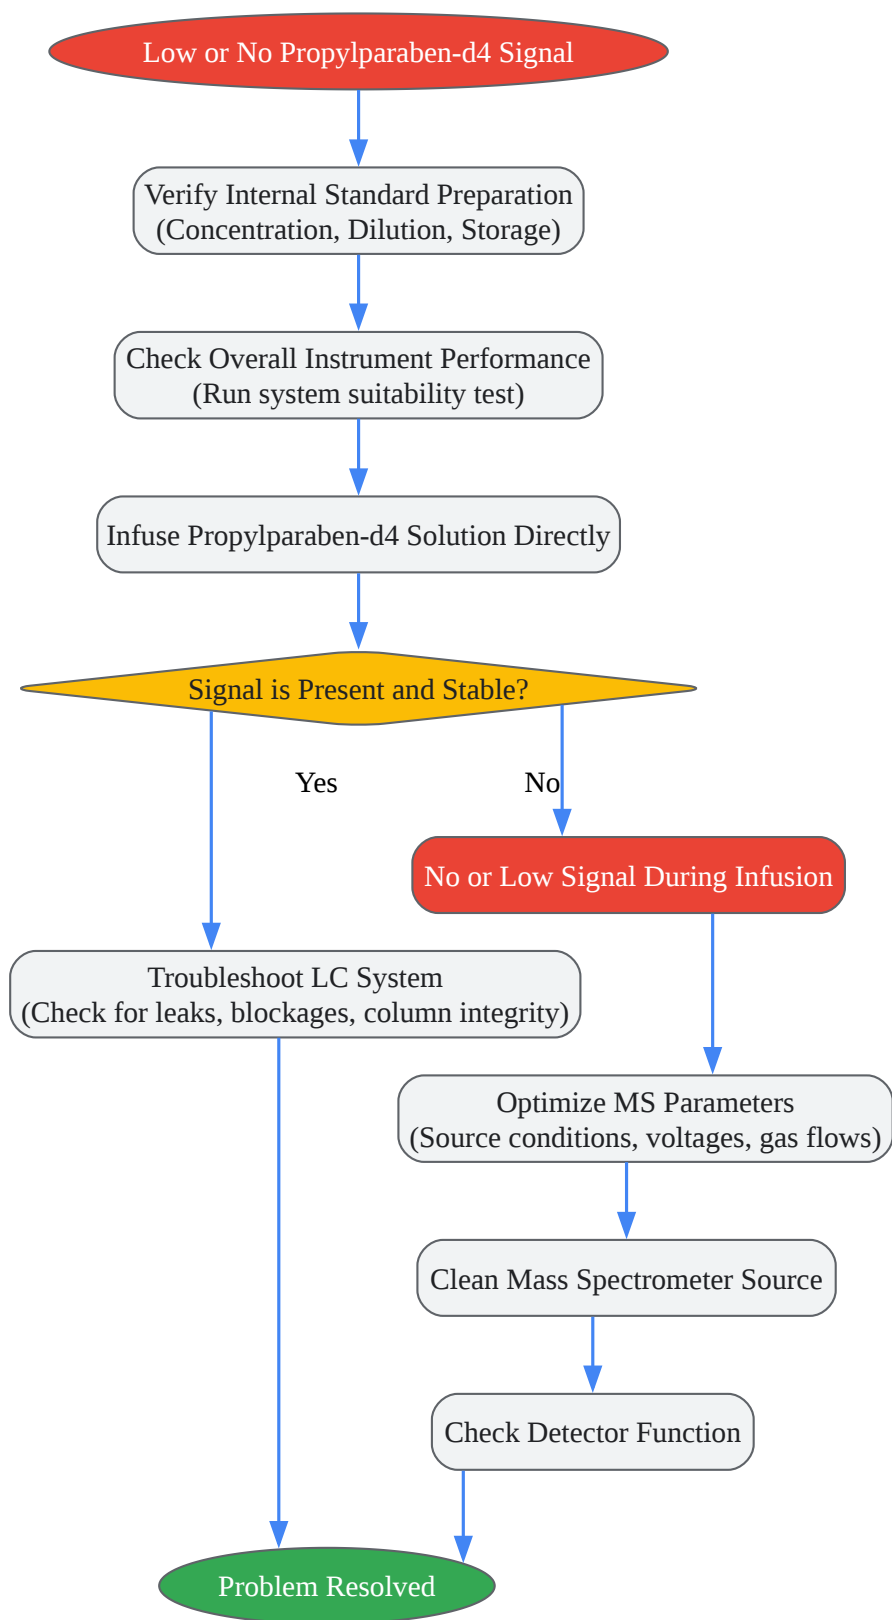 Low or No Propylparaben-d4 Signal
Verify Internal Standard Preparation
(Concentration, Dilution, Storage)
Check Overall Instrument Performance
(Run system suitability test)
Infuse Propylparaben-d4 Solution Directly
Signal is Present and Stable?
Yes
No
No or Low Signal During Infusion
Troubleshoot LC System
(Check for leaks, blockages, column integrity)
Optimize MS Parameters
(Source conditions, voltages, gas flows)
Clean Mass Spectrometer Source
Check Detector Function
Problem Resolved